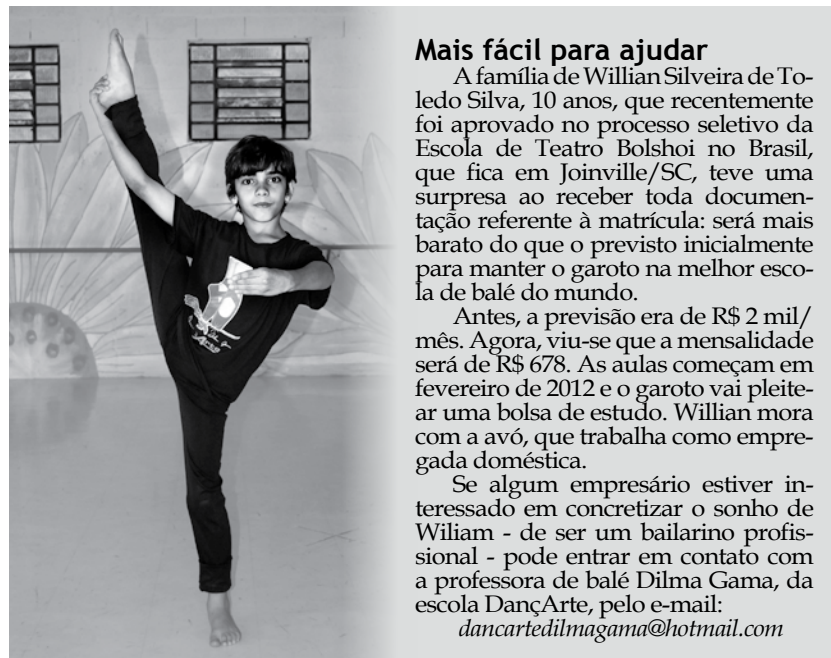 Mais fácil para ajudar
A família de Willian Silveira de To-
ledo Silva, 10 anos, que recentemente
foi aprovado no processo seletivo da
Escola de Teatro Bolshoi no Brasil,
que fica em Joinville/SC, teve uma
surpresa ao receber toda documen-
tação referente à matrícula: será mais
barato do que o previsto inicialmente
para manter o garoto na melhor esco-
la de balé do mundo.
Antes, a previsão era de R$ 2 mil/
mês. Agora, viu-se que a mensalidade
será de R$ 678. As aulas começam em
fevereiro de 2012 e o garoto vai pleite-
ar uma bolsa de estudo. Willian mora
com a avó, que trabalha como empre-
gada doméstica.
Se algum empresário estiver in-
teressado em concretizar o sonho de
Wiliam - de ser um bailarino profis-
sional - pode entrar em contato com
a professora de balé Dilma Gama, da
escola DançArte, pelo e-mail:
dancartedilmagama@hotmail.com